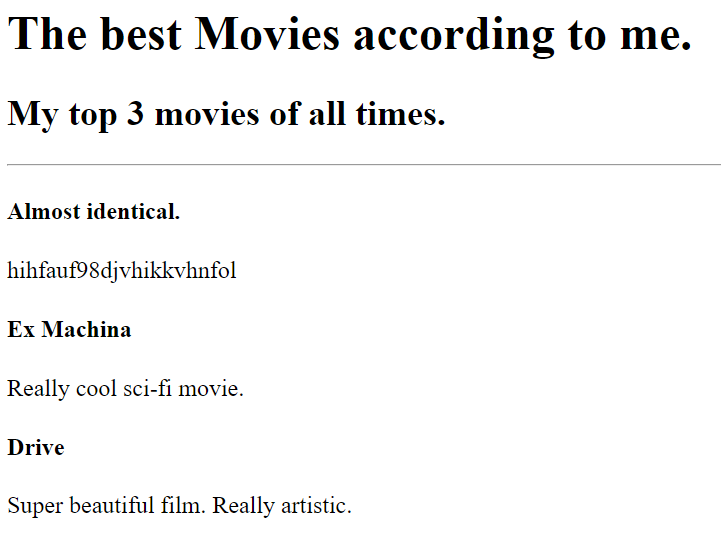 The best Movies according to me.
My top 3 movies of all times.
Almost identical.
hihfauf98djvhikkvhnfol
Ex Machina
Really cool sci-fi movie.
Drive
Super beautiful film. Really artistic.